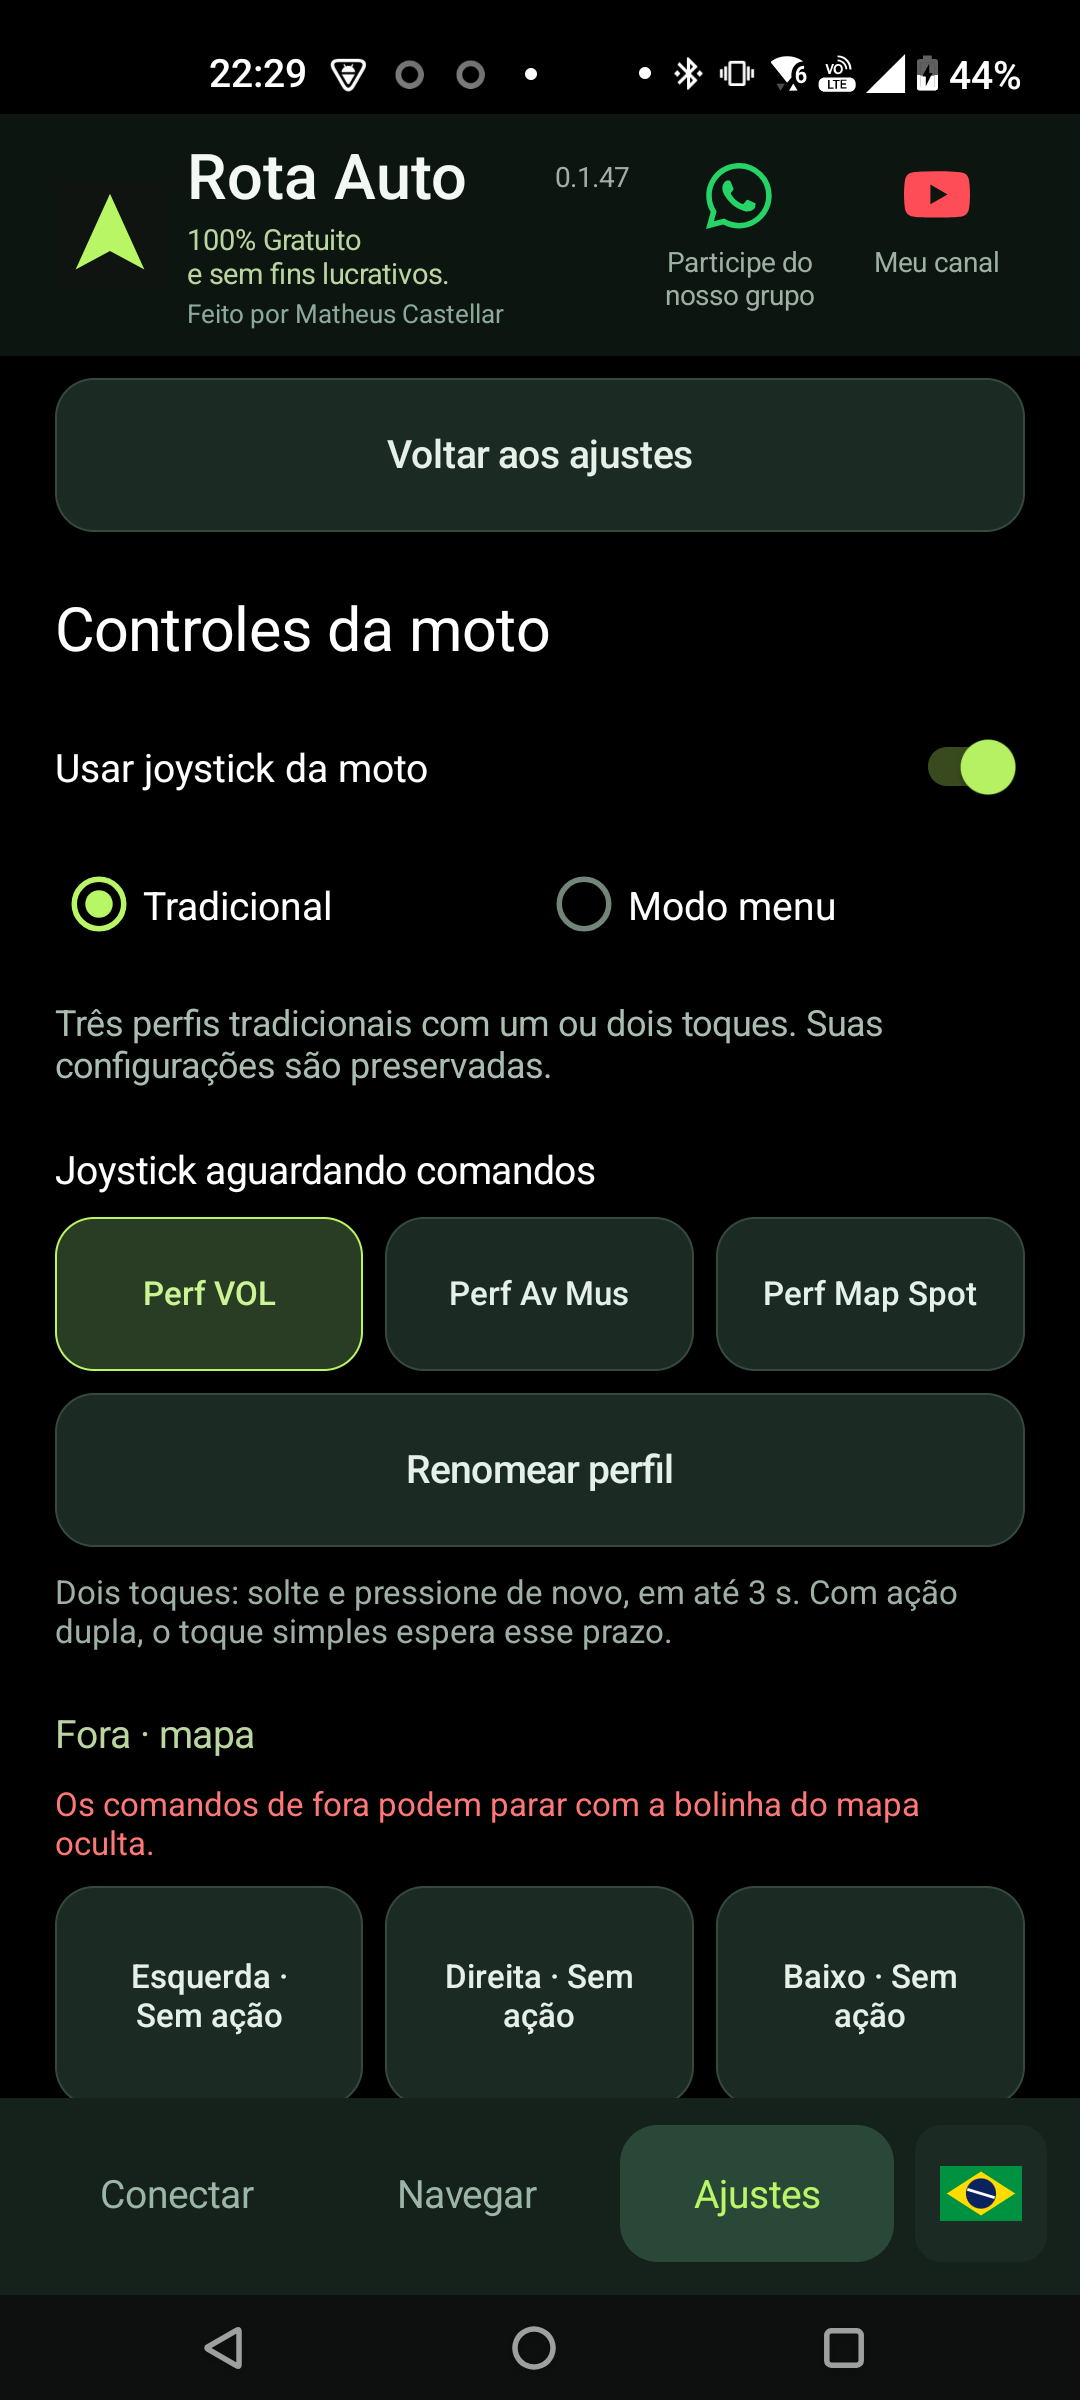 22:29
6
VO
LTE
44%
Rota Auto
0.1.47
100% Gratuito
e sem fins lucrativos.
Feito por Matheus Castellar
Participe do
nosso grupo
Meu canal
Voltar aos ajustes
Controles da moto
Usar joystick da moto
Tradicional
Modo menu
Três perfis tradicionais com um ou dois toques. Suas
configurações são preservadas.
Joystick aguardando comandos
Perf VOL
Perf Av Mus
Perf Map Spot
Renomear perfil
Dois toques: solte e pressione de novo, em até 3 s. Com ação
dupla, o toque simples espera esse prazo.
Fora · mapa
Os comandos de fora podem parar com a bolinha do mapa
oculta.
Esquerda ·
Sem ação
Direita · Sem
ação
Baixo · Sem
ação
Conectar
Navegar
Ajustes